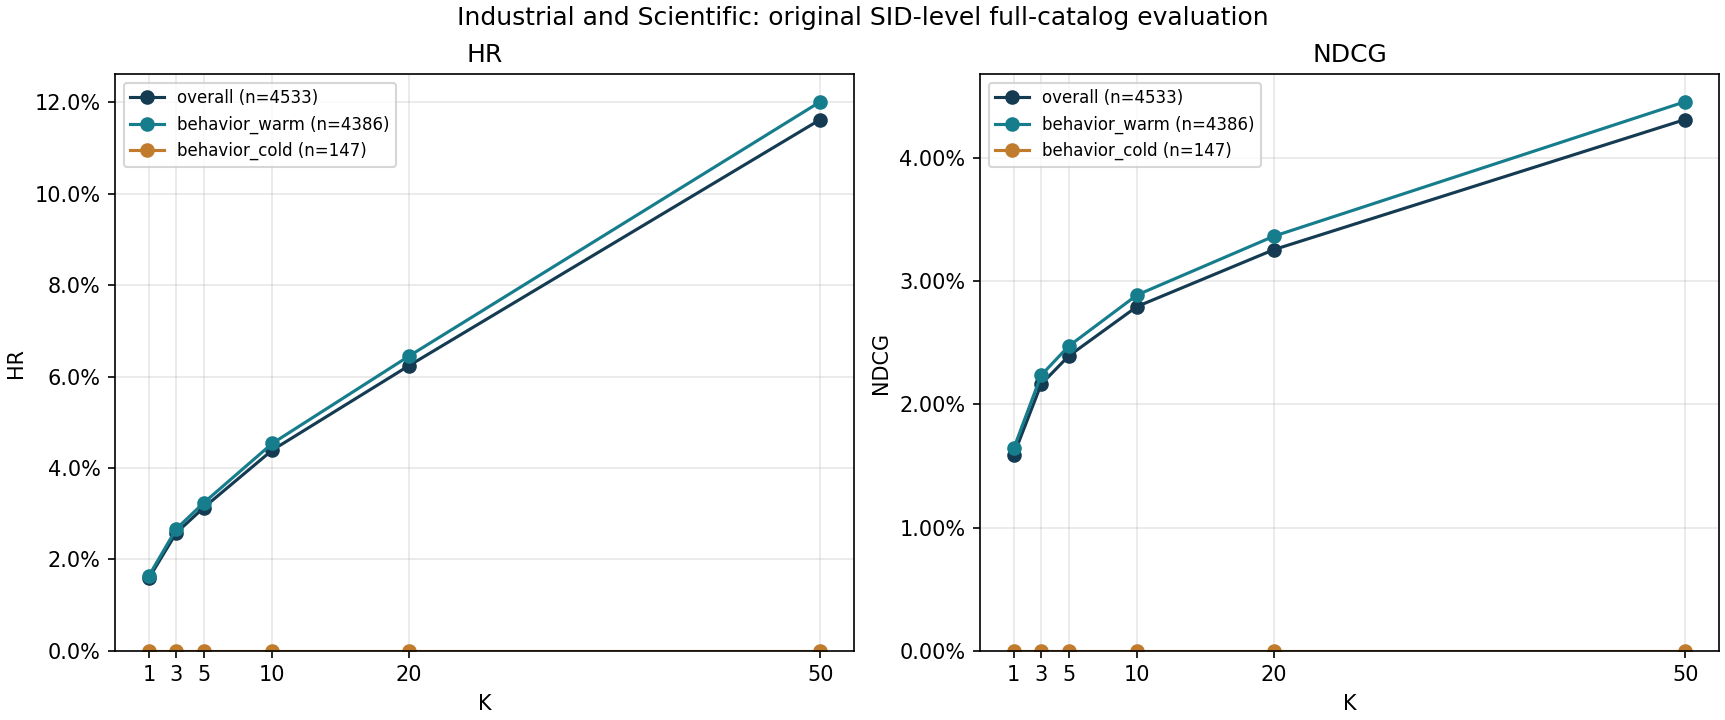 Industrial and Scientific: original SID-level full-catalog evaluation
HR
overall (n=4533)
behavior_warm (n=4386)
behavior_cold (n=147)
12.0%
10.0%
8.0%
6.0%
4.0%
2.0%
0.0%
HR
1 3 5 10 20 50
K
NDCG
overall (n=4533)
behavior_warm (n=4386)
behavior_cold (n=147)
4.00%
3.00%
2.00%
1.00%
0.00%
NDCG
1 3 5 10 20 50
K